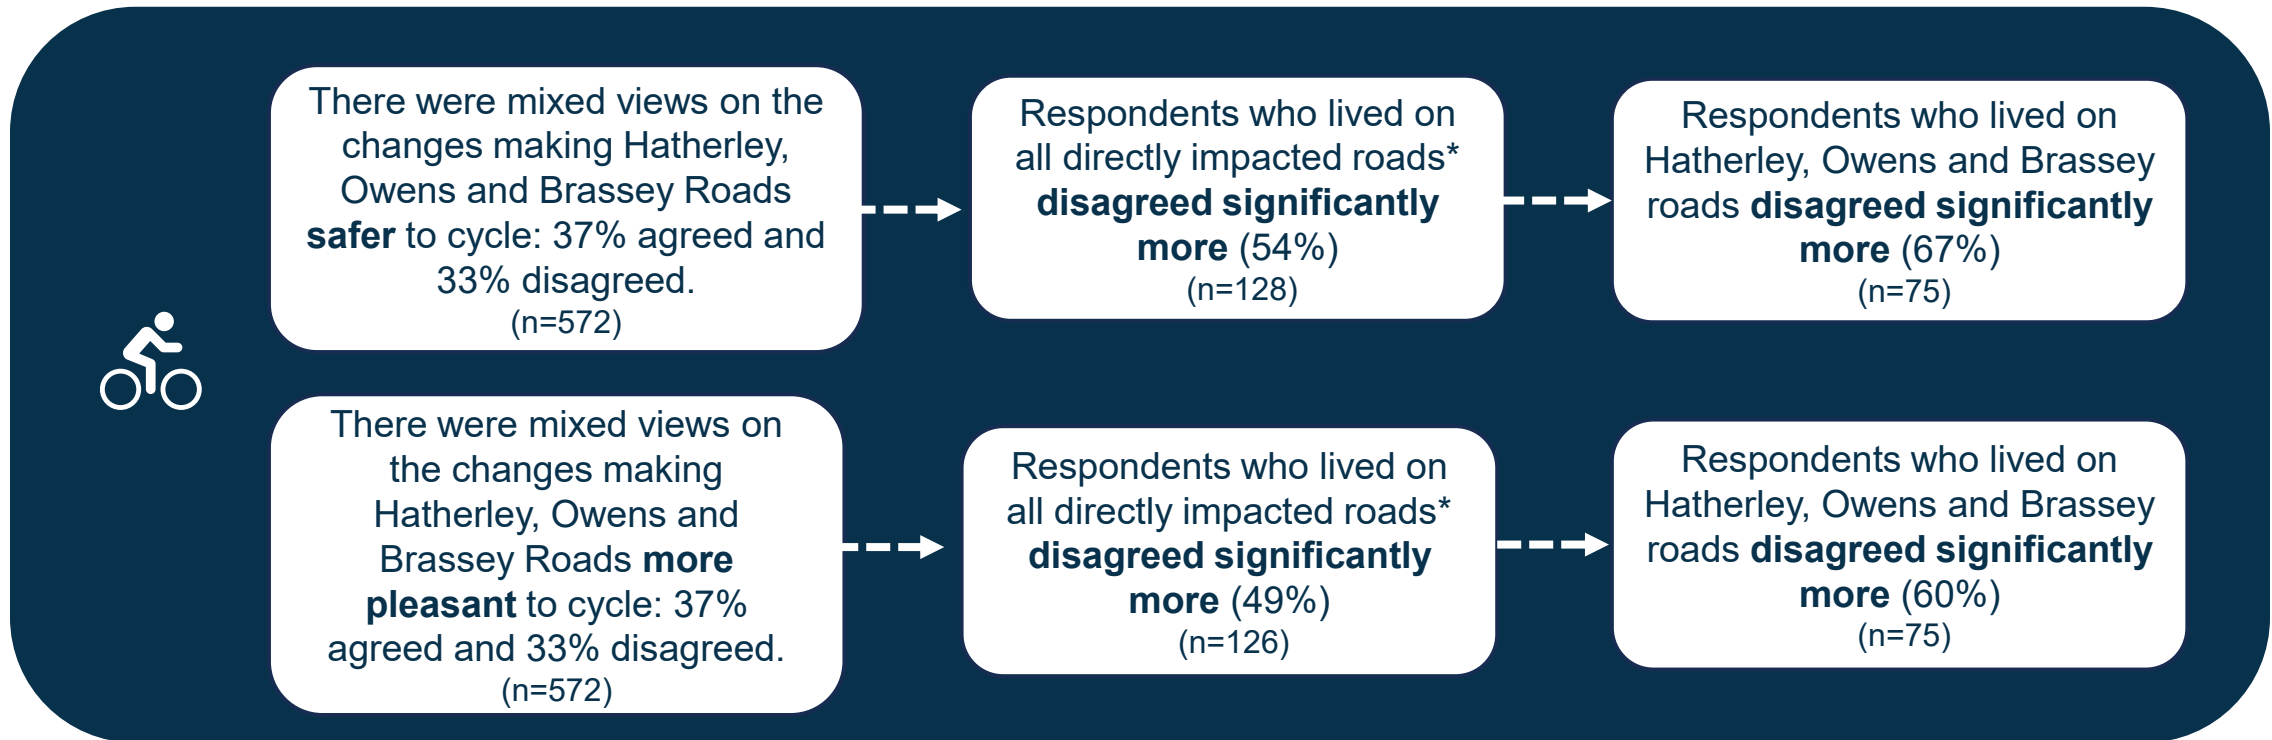 There were mixed views on the
changes making Hatherley,
Owens and Brassey Roads
safer to cycle: 37% agreed and
33% disagreed.
(n=572)
Respondents who lived on
all directly impacted roads*
disagreed significantly
more (54%)
(n=128)
Respondents who lived on
Hatherley, Owens and Brassey
roads disagreed significantly
more (67%)
(n=75)
There were mixed views on
the changes making
Hatherley, Owens and
Brassey Roads more
pleasant to cycle: 37%
agreed and 33% disagreed.
(n=572)
Respondents who lived on
all directly impacted roads*
disagreed significantly
more (49%)
(n=126)
Respondents who lived on
Hatherley, Owens and Brassey
roads disagreed significantly
more (60%)
(n=75)